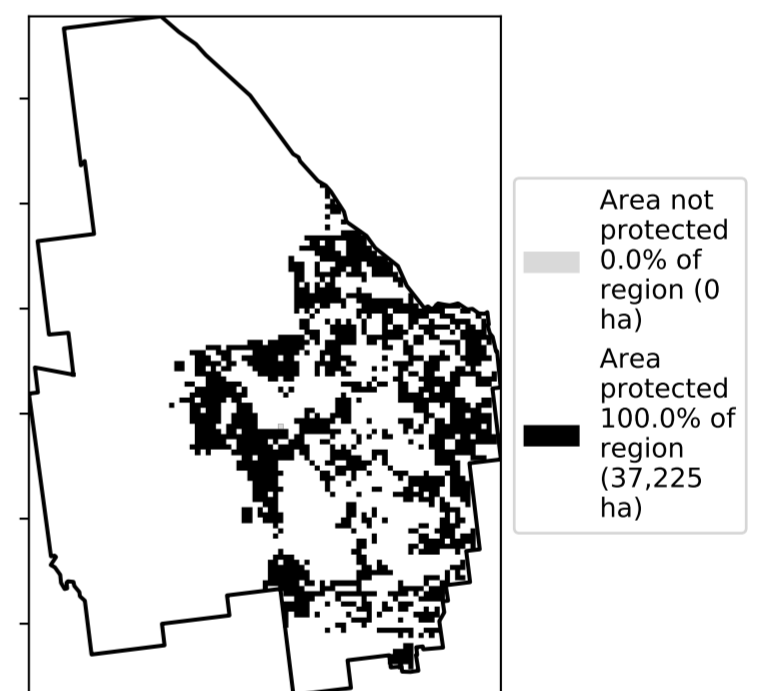 Area not
protected
0.0% of
region (0
ha)
Area
protected
100.0% of
region
(37,225
ha)